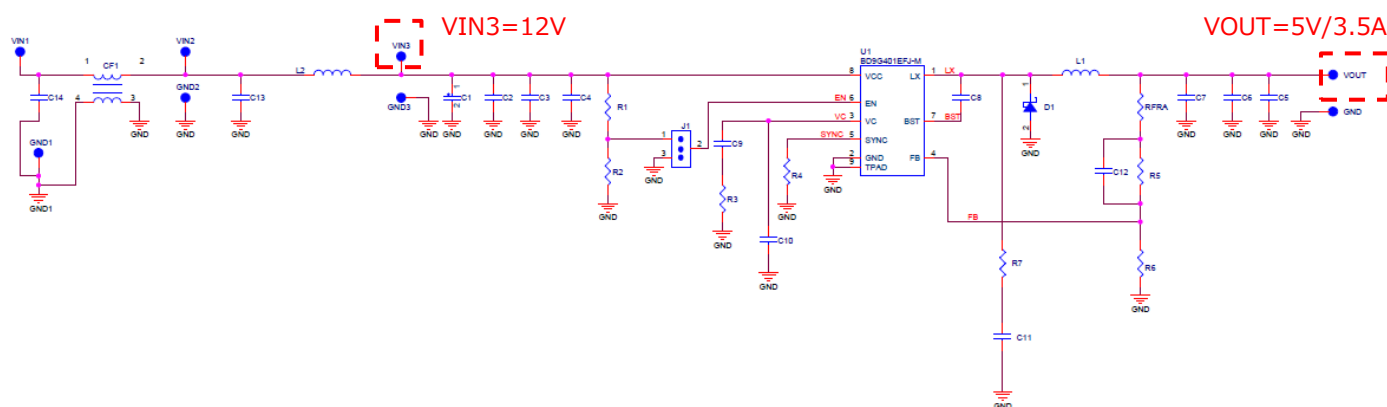 VIN3=12V
VOUT=5V/3.5A
VIN1
1
CF1
2
VIN2
L2
VIN3
U1
BD9G401EFJ-M
L1
C14
4
3
GND
GND2
GND
C13
GND
GND3
GND
1
C1
2
GND
C2
GND
C3
GND
C4
GND
R1
R2
GND
J1
1
2
3
GND
EN
VC
SYNC
C9
R3
GND
C10
GND
R4
GND
8
VCC
LX
1
LX
6
EN
3
VC
BST
7
BST
5
SYNC
2
GND
FB
4
9
TPAD
GND
C8
1
D1
2
GND
RFRA
C7
GND
C6
GND
C5
GND
VOUT
GND
GND
C12
R5
FB
R6
GND
R7
C11
GND
GND1
GND1